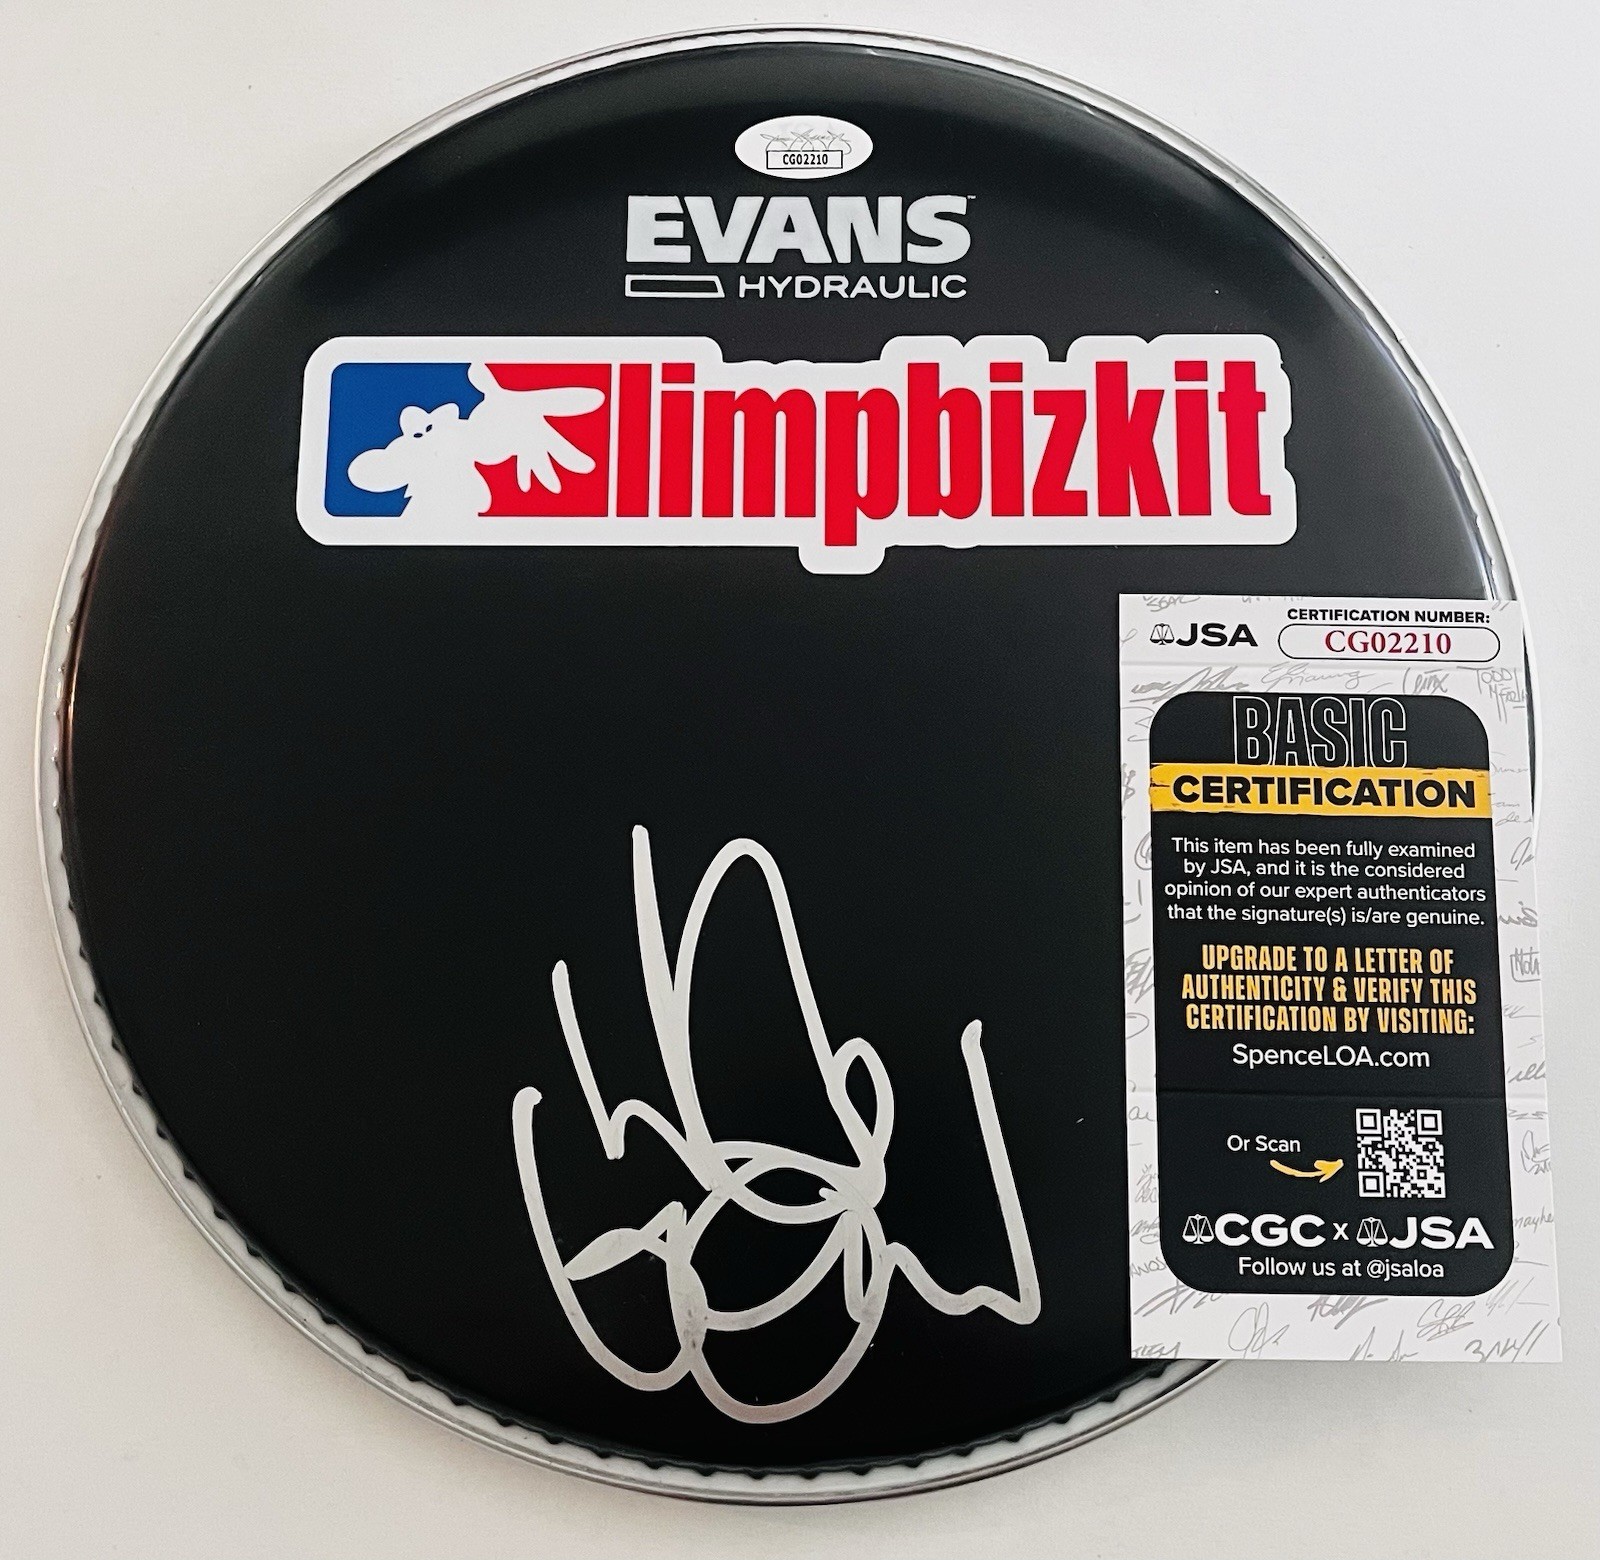 CG02210
EVANS™
HYDRAULIC
limpbizkit
JSA
CERTIFICATION NUMBER:
CG02210
BASIC
CERTIFICATION
This item has been fully examined
by JSA, and it is the considered
opinion of our expert authenticators
that the signature(s) is/are genuine.
UPGRADE TO A LETTER OF
AUTHENTICITY & VERIFY THIS
CERTIFICATION BY VISITING:
SpenceLOA.com
Or Scan
CGC x JSA
Follow us at @jsaloa